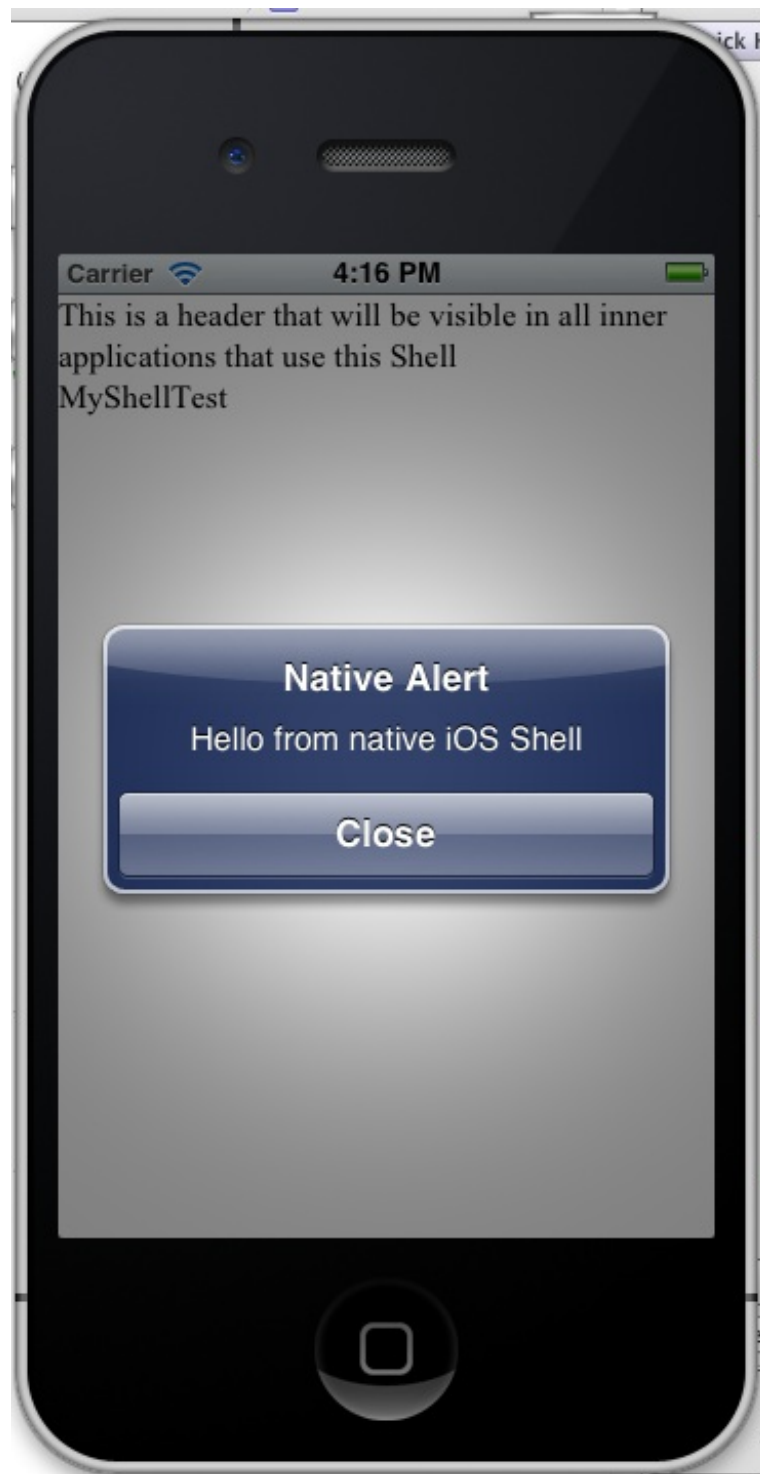 ick
Carrier 4:16 PM
This is a header that will be visible in all inner
applications that use this Shell
MyShellTest
Native Alert
Hello from native iOS Shell
Close